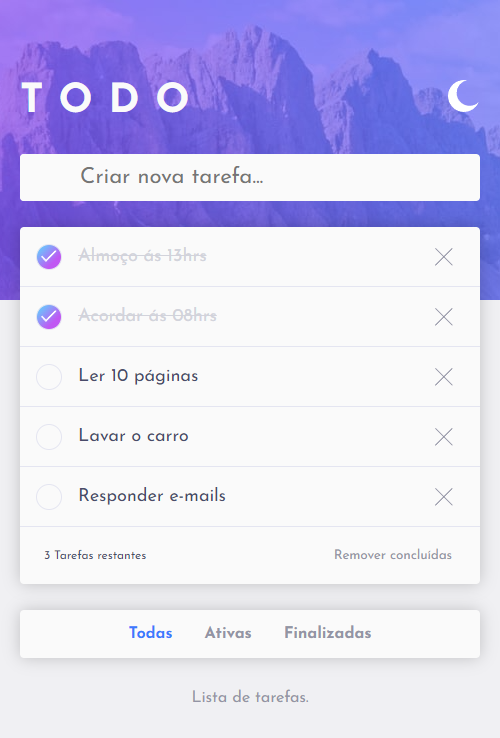 TODO
Criar nova tarefa...
Almoço ás 13hrs
Acordar ás 08hrs
Ler 10 páginas
Lavar o carro
Responder e-mails
3 Tarefas restantes Remover concluídas
Todas Ativas Finalizadas
Lista de tarefas.